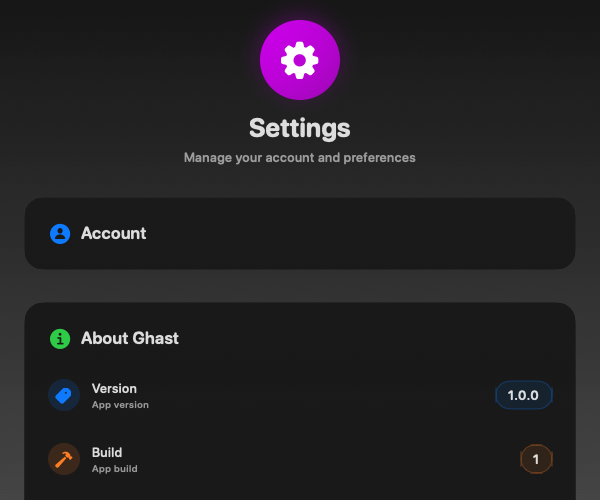 Settings
Manage your account and preferences
Account
About Ghast
Version
App version
1.0.0
Build
App build
1